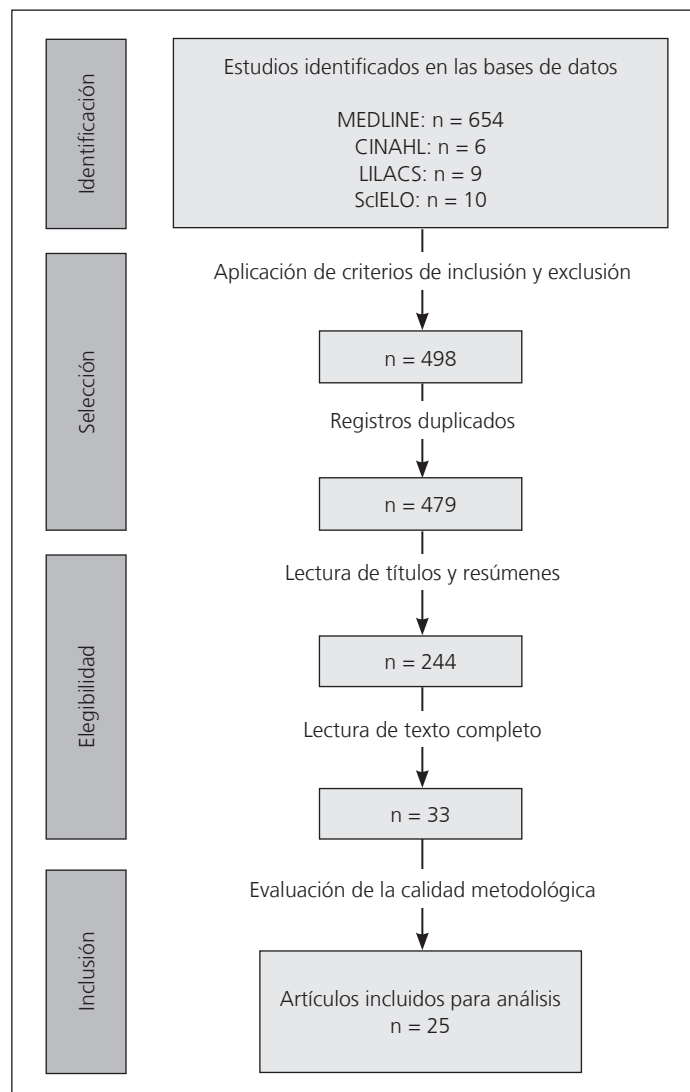 Identificación
Estudios identificados en las bases de datos
MEDLINE: n = 654
CINAHL: n = 6
LILACS: n = 9
ScIELO: n = 10
Selección
Aplicación de criterios de inclusión y exclusión
n = 498
Registros duplicados
n = 479
Elegibilidad
Lectura de títulos y resúmenes
n = 244
Lectura de texto completo
n = 33
Inclusión
Evaluación de la calidad metodológica
Artículos incluidos para análisis
n = 25